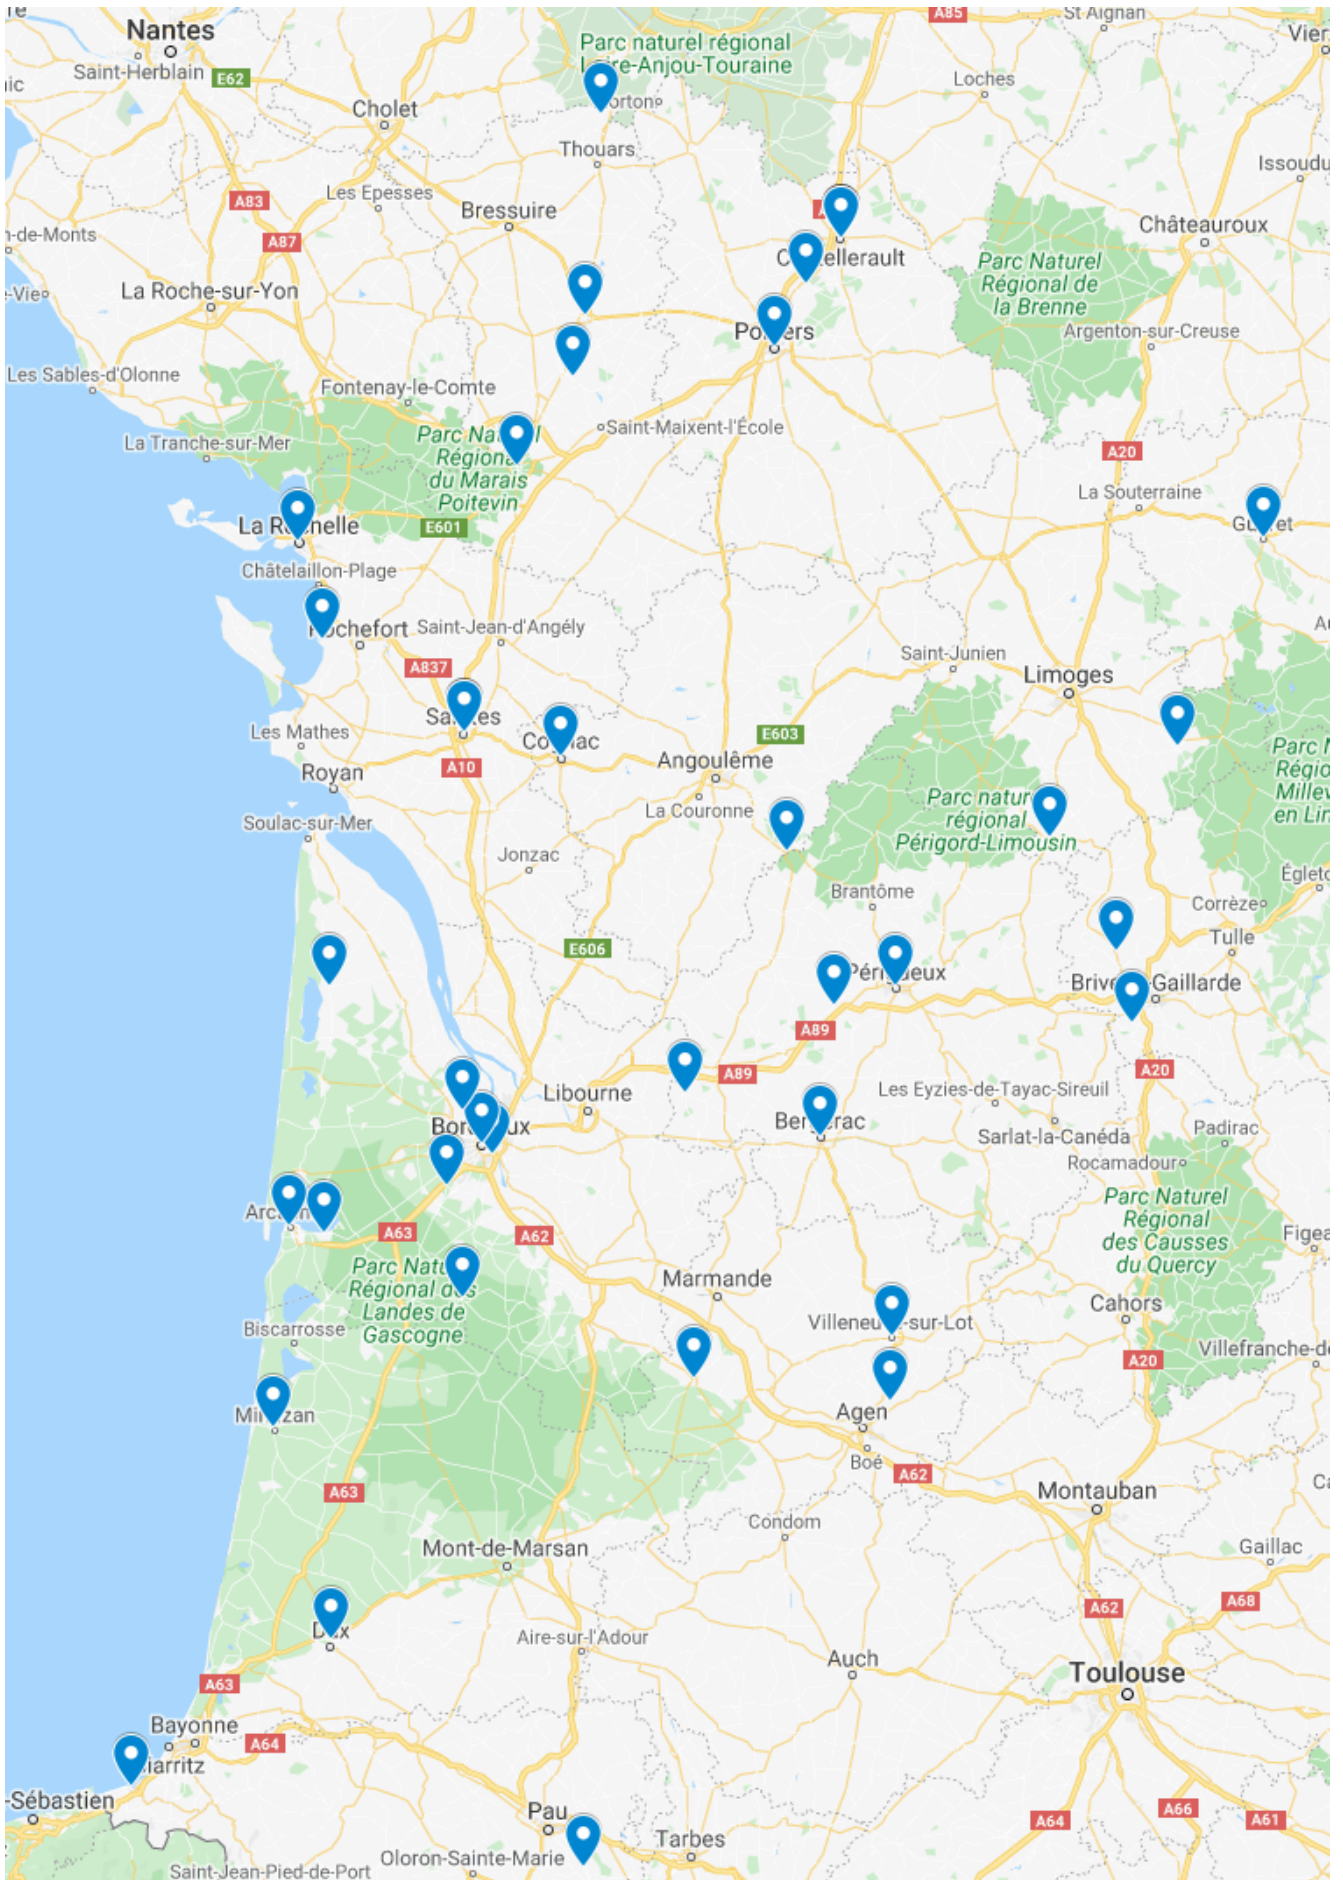 Nantes
A85
St Aignan
Parc naturel régional
Saint-Herblain
E62
Loches
Cholet
Thouars
Les Epesses
A83
Bressuire
Châteauroux
A87
Parc Naturel
Régional de
la Brenne
La Roche-sur-Yon
Argenton-sur-Creuse
Les Sables-d'Olonne
Fontenay-le-Comte
Saint-Maixent-l'École
La Tranche-sur-Mer
du Marais
Poitevin
A20
La Souterraine
E601
Châtelaillon-Plage
Saint-Jean-d'Angély
A837
Saint-Junien
Limoges
Les Mathes
E603
Royan
A10
Angoulême
La Couronne
régional
Périgord-Limousin
Soulac-sur-Mer
Jonzac
Brantôme
Corrèze
Tulle
E606
A89
A89
A20
Libourne
Les Eyzies-de-Tayac-Sireuil
Sarlat-la-Canéda
Padirac
Rocamadour
Parc Naturel
Régional
des Causses
du Quercy
A63
A62
Landes de
Gascogne
Marmande
Cahors
Biscarrosse
A20
Agen
Boé
A62
A63
Montauban
Condom
Mont-de-Marsan
Gaillac
A62
A68
Aire-sur-l'Adour
Auch
Toulouse
A63
Bayonne
A64
-Sébastien
Pau
A64
A66
A61
Tarbes
Oloron-Sainte-Marie
Saint-Jean-Pied-de-Port